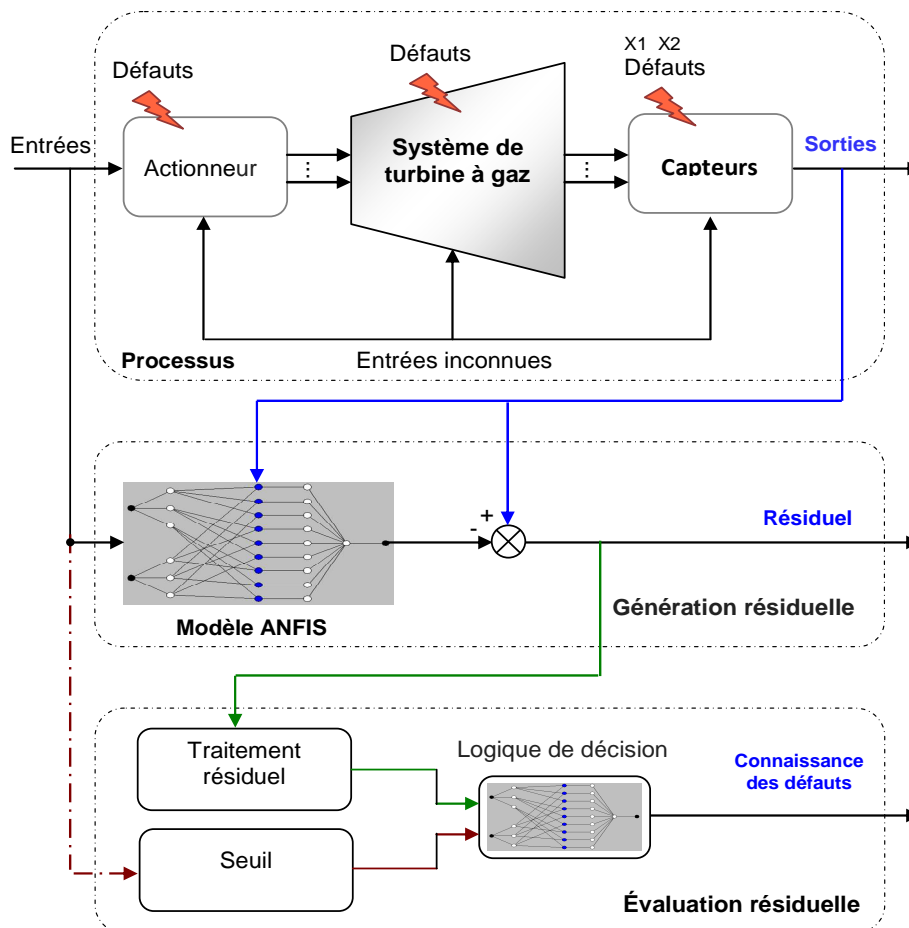 X1 X2
Défauts
Défauts
Défauts
Entrées
Actionneur
Système de
turbine à gaz
Capteurs
Sorties
Processus
Entrées inconnues
+
-
Résiduel
Modèle ANFIS
Génération résiduelle
Traitement
résiduel
Logique de décision
Connaissance
des défauts
Seuil
Évaluation résiduelle